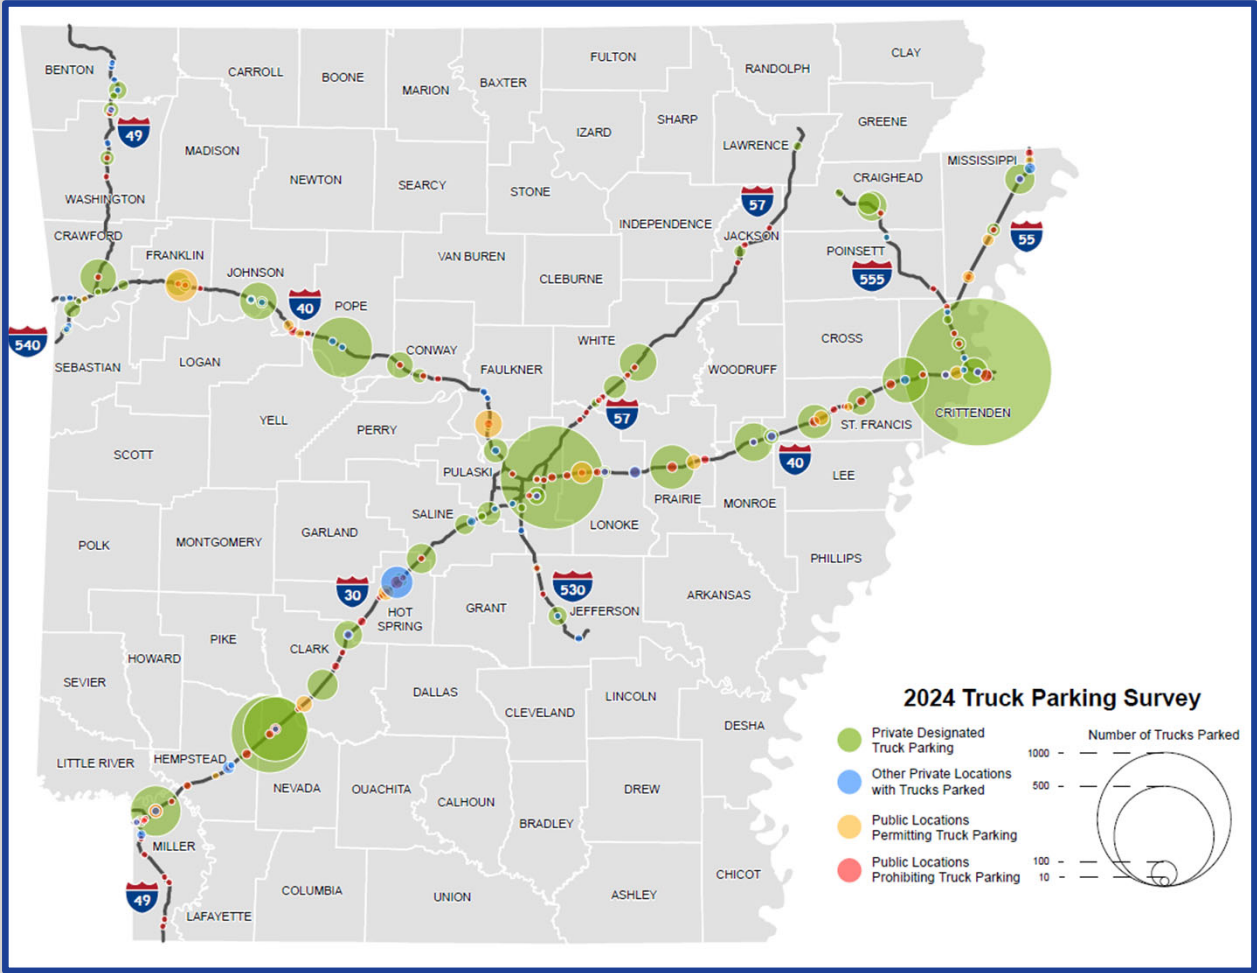 CLAY
FULTON
RANDOLPH
BENTON
CARROLL
BOONE
MARION
BAXTER
SHARP
GREENE
IZARD
49
LAWRENCE
MADISON
MISSISSIPPI
NEWTON
SEARCY
STONE
CRAIGHEAD
WASHINGTON
57
INDEPENDENCE
CRAWFORD
JACKSON
55
FRANKLIN
VAN BUREN
POINSETT
JOHNSON
CLEBURNE
555
40
POPE
540
WHITE
CROSS
CONWAY
LOGAN
SEBASTIAN
FAULKNER
WOODRUFF
57
CRITTENDEN
YELL
PERRY
ST. FRANCIS
SCOTT
40
PULASKI
LEE
PRAIRIE
MONROE
SALINE
LONOKE
GARLAND
POLK
MONTGOMERY
PHILLIPS
30
530
ARKANSAS
GRANT
HOT
SPRING
JEFFERSON
PIKE
CLARK
HOWARD
SEVIER
DALLAS
LINCOLN
CLEVELAND
DESHA
LITTLE RIVER
HEMPSTEAD
NEVADA
OUACHITA
DREW
CALHOUN
BRADLEY
MILLER
CHICOT
49
COLUMBIA
UNION
ASHLEY
LAFAYETTE
2024 Truck Parking Survey
Private Designated
Truck Parking
Other Private Locations
with Trucks Parked
Public Locations
Permitting Truck Parking
Public Locations
Prohibiting Truck Parking
Number of Trucks Parked
1000
500
100
10